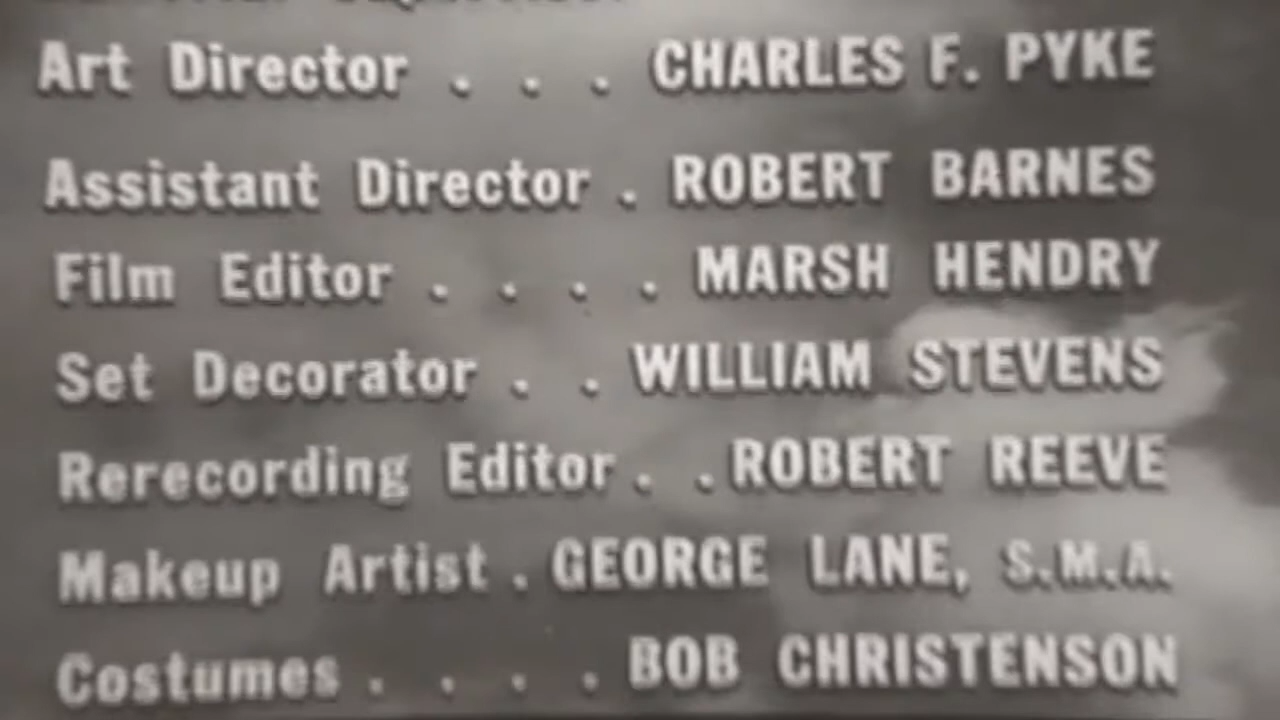 Art Director . . . CHARLES F. PYKE
Assistant Director . ROBERT BARNES
Film Editor . . . . MARSH HENDRY
Set Decorator . . WILLIAM STEVENS
Rerecording Editor . . ROBERT REEVE
Makeup Artist . GEORGE LANE, S.M.A.
Costumes . . . . BOB CHRISTENSON